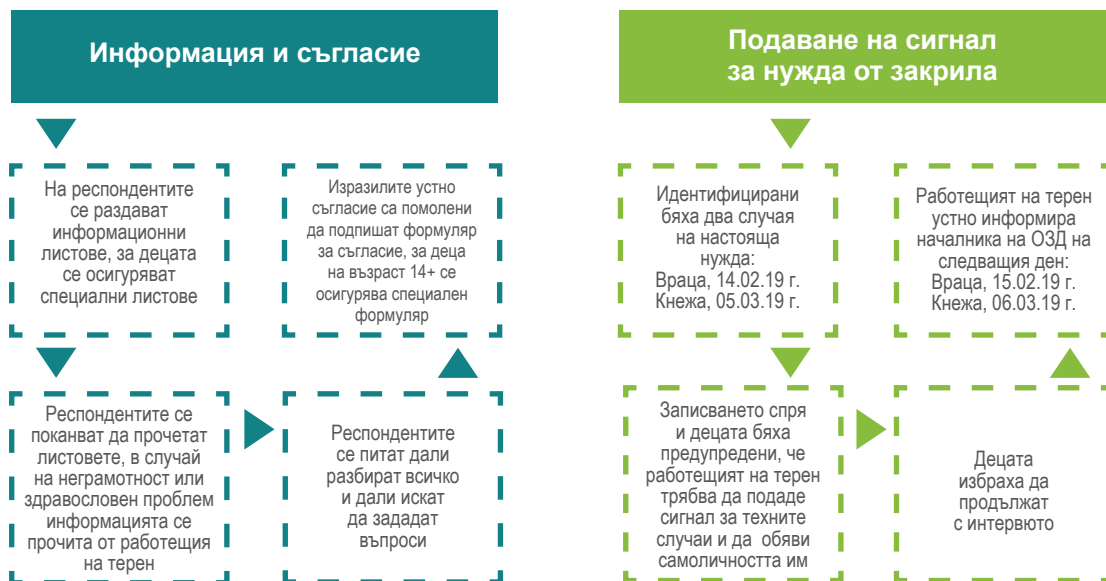 Информация и съгласие
На респондентите
се раздават
информационни
листове, за децата
се осигуряват
специални листове
Респондентите се
поканват да прочетат
листовете, в случай
на неграмотност или
здравословен проблем
информацията се
прочита от работещия
на терен
Респондентите
се питат дали
разбират всичко
и дали искат
да зададат
въпроси
Изразилите устно
съгласие са помолени
да подпишат формуляр
за съгласие, за деца
на възраст 14+ се
осигурява специален
формуляр
Подаване на сигнал
за нужда от закрила
Идентифицирани
бяха два случая
на настояща
нужда:
Враца, 14.02.19 г.
Кнежа, 05.03.19 г.
Записването спря
и децата бяха
предупредени, че
работещият на терен
трябва да подаде
сигнал за техните
случаи и да обяви
самоличността им
Децата
избраха да
продължат
с интервюто
Работещият на терен
устно информира
началника на ОЗД на
следващия ден:
Враца, 15.02.19 г.
Кнежа, 06.03.19 г.